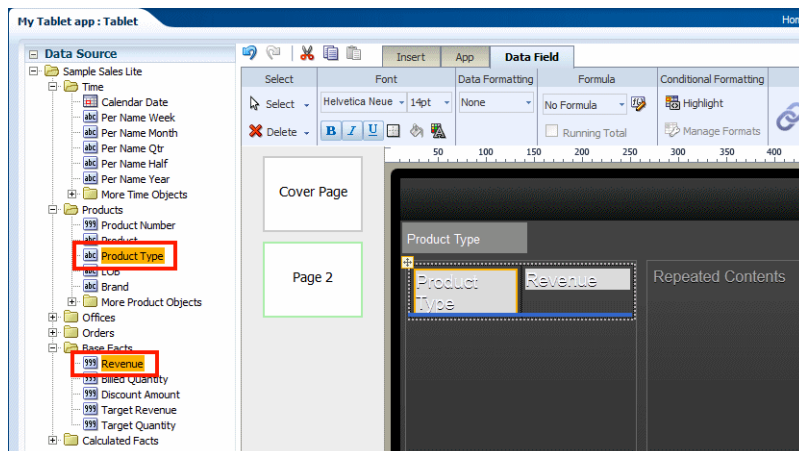 My Tablet app : Tablet
Hom
Data Source
Sample Sales Lite
Time
Calendar Date
Per Name Week
Per Name Month
Per Name Qtr
Per Name Half
Per Name Year
More Time Objects
Products
Product Number
Product
Product Type
LOB
Brand
More Product Objects
Offices
Orders
Base Facts
Revenue
Billed Quantity
Discount Amount
Target Revenue
Target Quantity
Calculated Facts
Insert App Data Field
Select Font Data Formatting Formula Conditional Formatting
Select Helvetica Neue 14pt None No Formula Highlight
Delete B I U Running Total Manage Formats
50 100 150 200 250 300 350 400
Cover Page
Page 2
Product Type
Product Type
Revenue
Repeated Contents